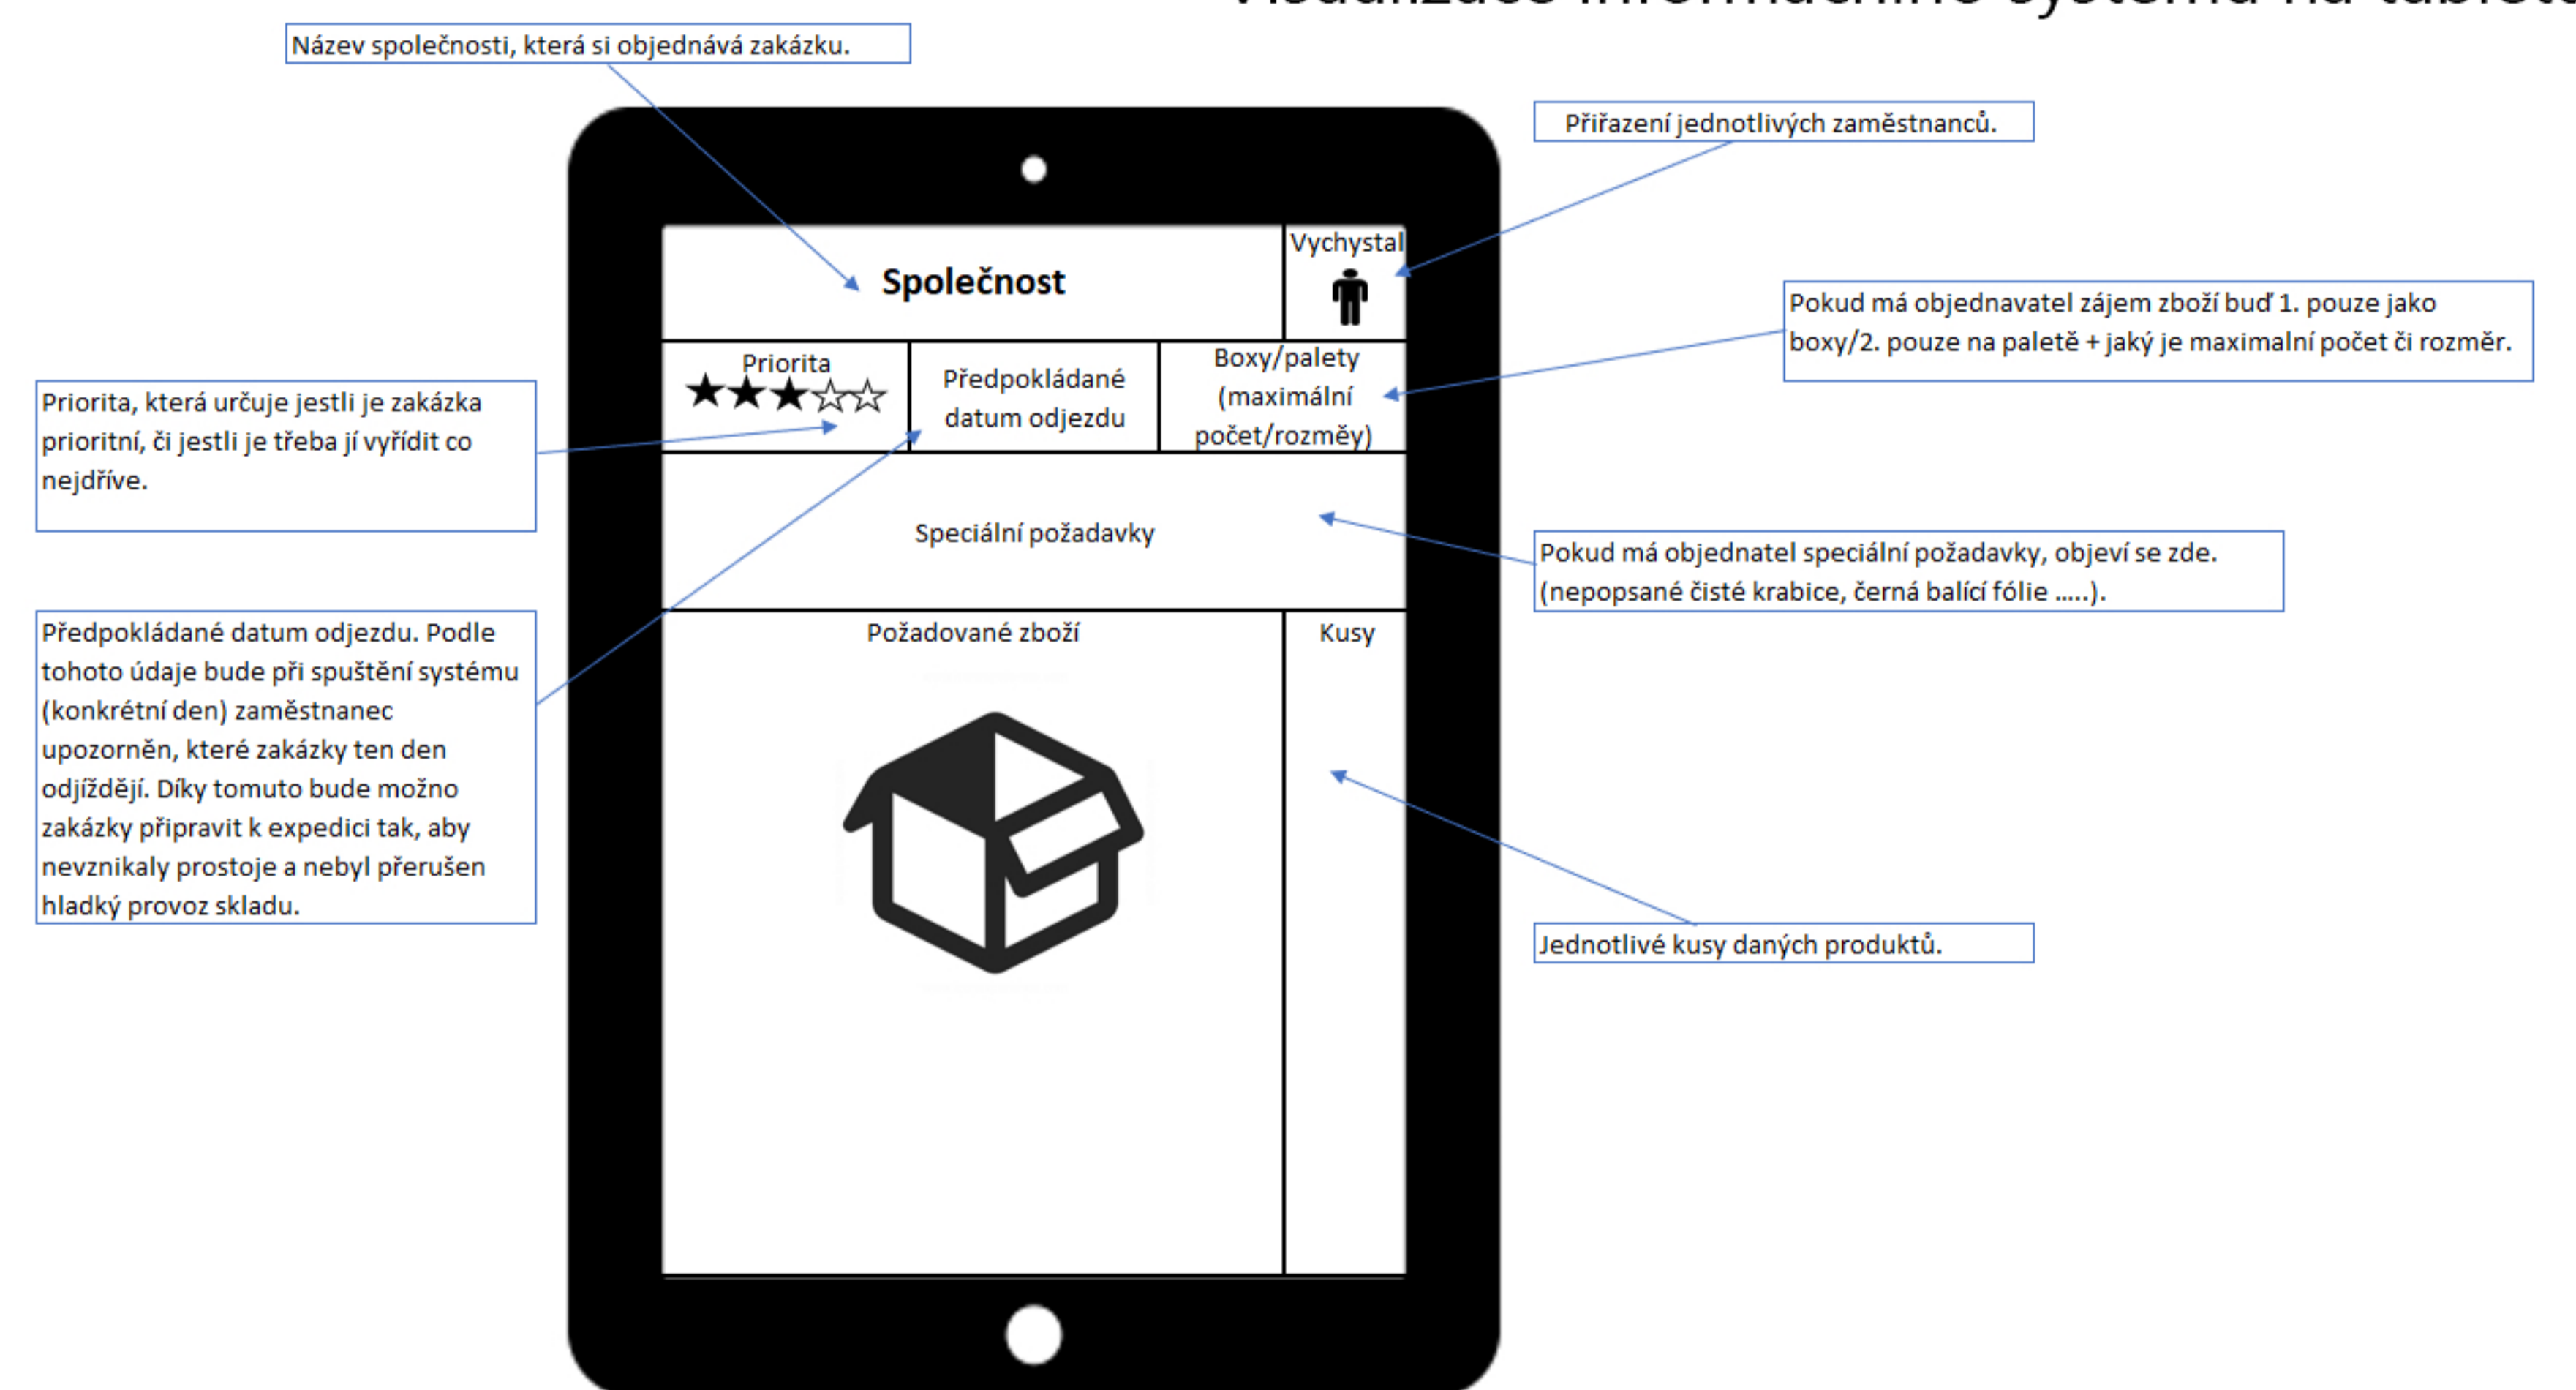 Vizualizace informačního systému na tabletu
Název společnosti, která si objednává zakázku.
Přiřazení jednotlivých zaměstnanců.
Společnost
Vychystal
Pokud má objednavatel zájem zboží buď 1. pouze jako
boxy/2. pouze na paletě + jaký je maximalní počet či rozměr.
Priorita
Předpokládané
datum odjezdu
Boxy/palety
(maximální
počet/rozměy)
Priorita, která určuje jestli je zakázka
prioritní, či jestli je třeba jí vyřídit co
nejdříve.
Speciální požadavky
Pokud má objednatel speciální požadavky, objeví se zde.
(nepopsané čisté krabice, černá balící fólie .....).
Předpokládané datum odjezdu. Podle
tohoto údaje bude při spuštění systému
(konkrétní den) zaměstnanec
upozorněn, které zakázky ten den
odjíždějí. Díky tomuto bude možno
zakázky připravit k expedici tak, aby
nevznikaly prostoje a nebyl přerušen
hladký provoz skladu.
Požadované zboží
Kusy
Jednotlivé kusy daných produktů.